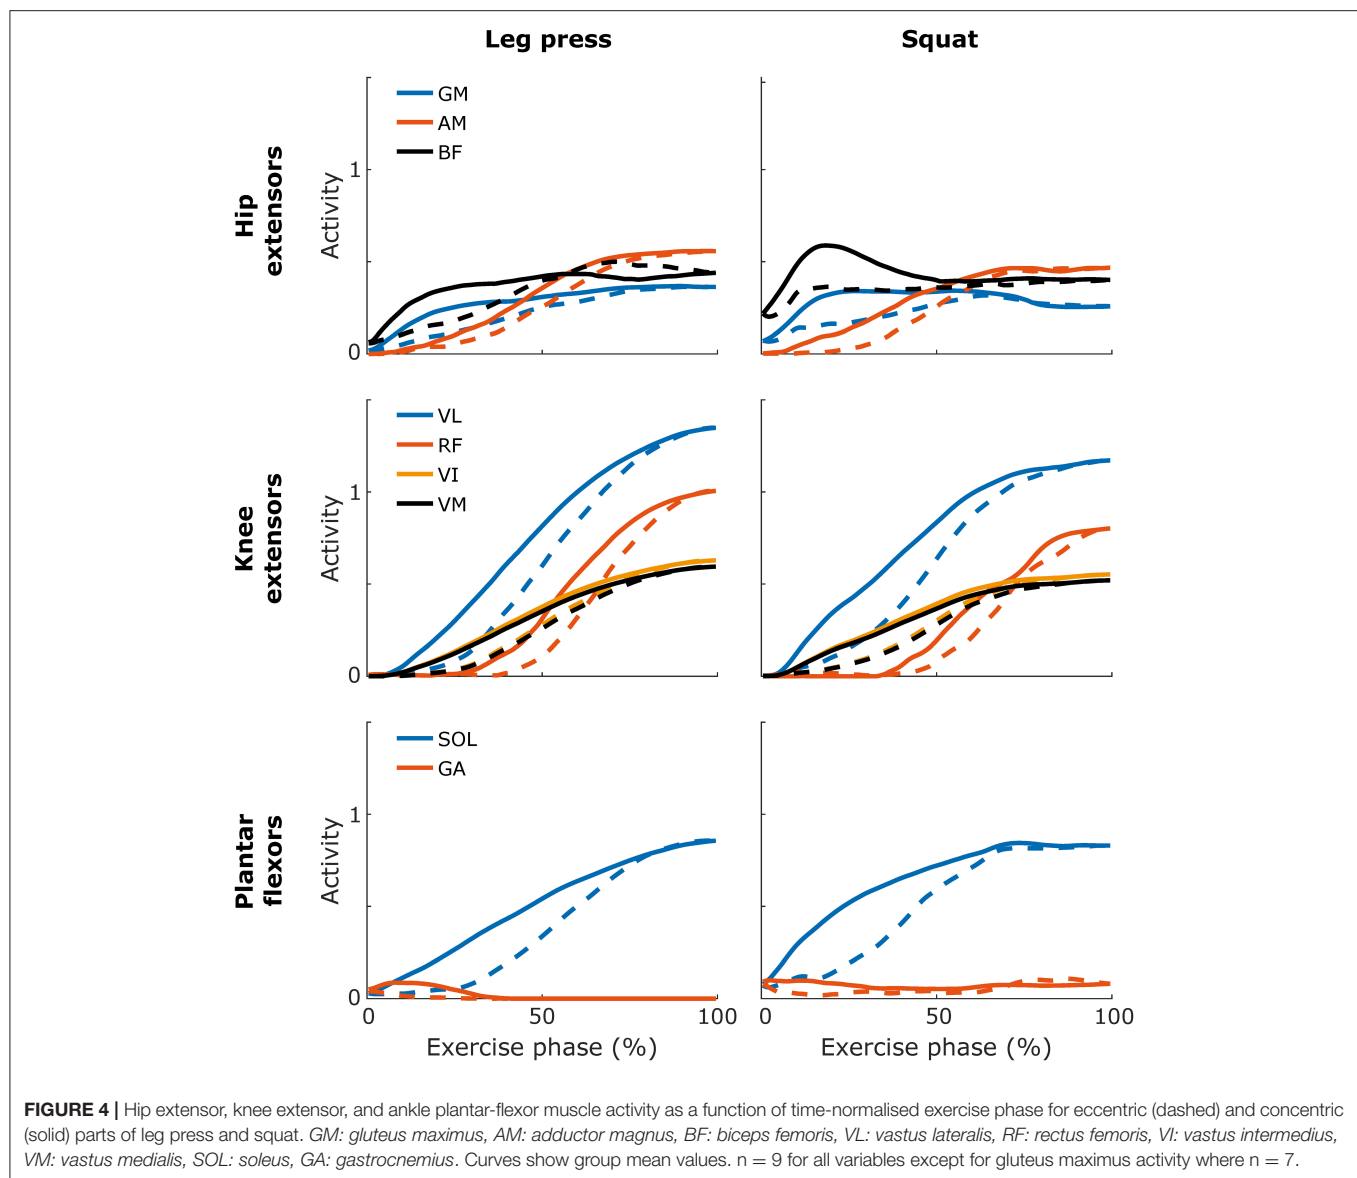 Leg press
Squat
Hip
extensors
Activity
1
0
GM
AM
BF
Knee
extensors
Activity
1
0
VL
RF
VI
VM
Plantar
flexors
Activity
1
0
SOL
GA
0
50
100
Exercise phase (%)
0
50
100
Exercise phase (%)
FIGURE 4 | Hip extensor, knee extensor, and ankle plantar-flexor muscle activity as a function of time-normalised exercise phase for eccentric (dashed) and concentric
(solid) parts of leg press and squat. GM: gluteus maximus, AM: adductor magnus, BF: biceps femoris, VL: vastus lateralis, RF: rectus femoris, VI: vastus intermedius,
VM: vastus medialis, SOL: soleus, GA: gastrocnemius. Curves show group mean values. n = 9 for all variables except for gluteus maximus activity where n = 7.